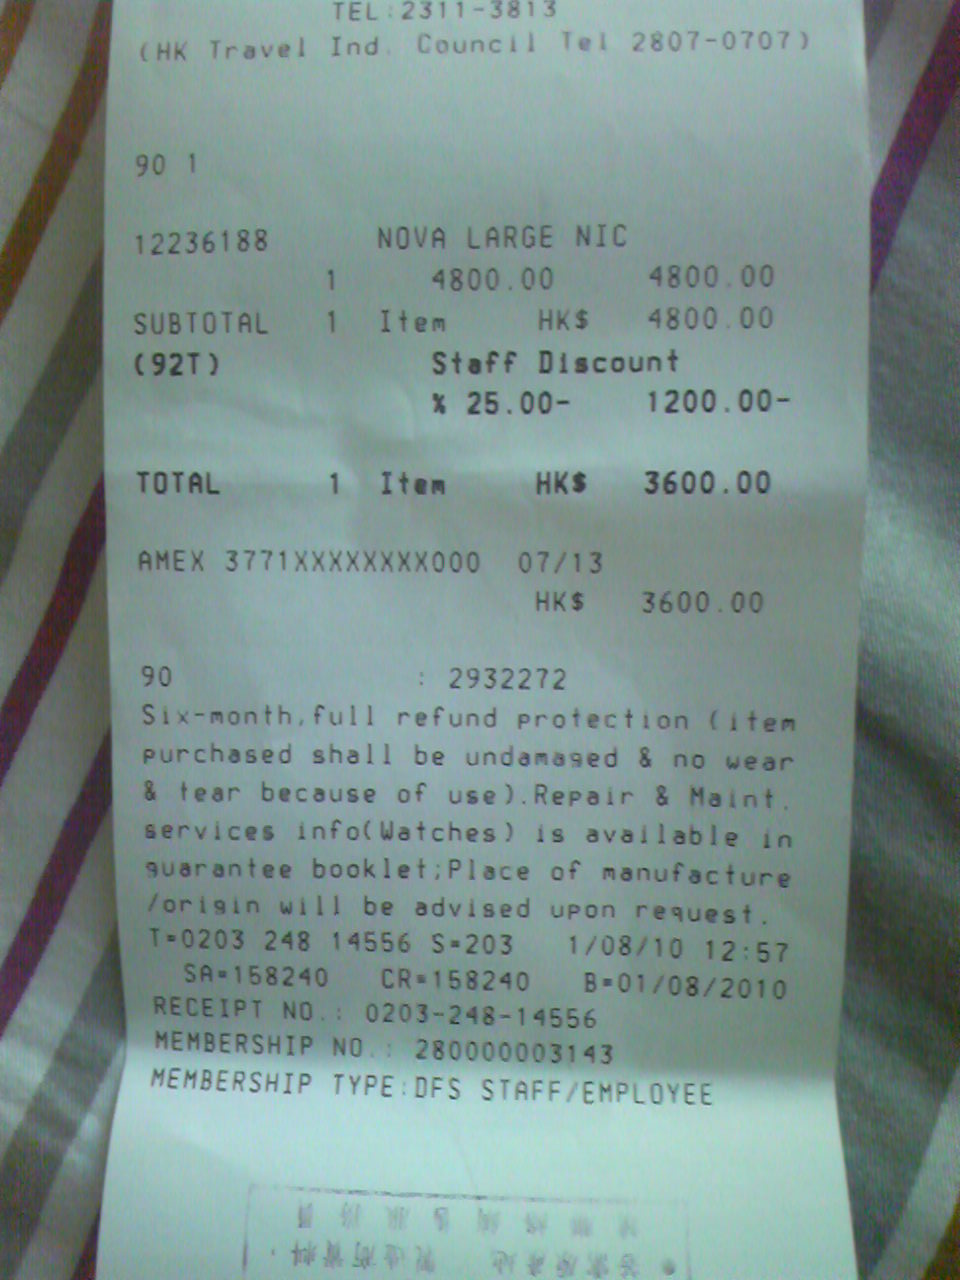 TEL:2311-3813
(HK Travel Ind. Council Tel 2807-0707)
90 1
12236188 NOVA LARGE NIC
1 4800.00 4800.00
SUBTOTAL 1 Item HK$ 4800.00
(92T) Staff Discount
% 25.00- 1200.00-
TOTAL 1 Item HK$ 3600.00
AMEX 3771XXXXXXXX000 07/13
HK$ 3600.00
90 : 2932272
Six-month,full refund protection (item
purchased shall be undamaged & no wear
& tear because of use).Repair & Maint.
services info(Watches) is available in
guarantee booklet;Place of manufacture
/origin will be advised upon request.
T=0203 248 14556 S=203 1/08/10 12:57
SA=158240 CR=158240 B=01/08/2010
RECEIPT NO.: 0203-248-14556
MEMBERSHIP NO.: 280000003143
MEMBERSHIP TYPE:DFS STAFF/EMPLOYEE